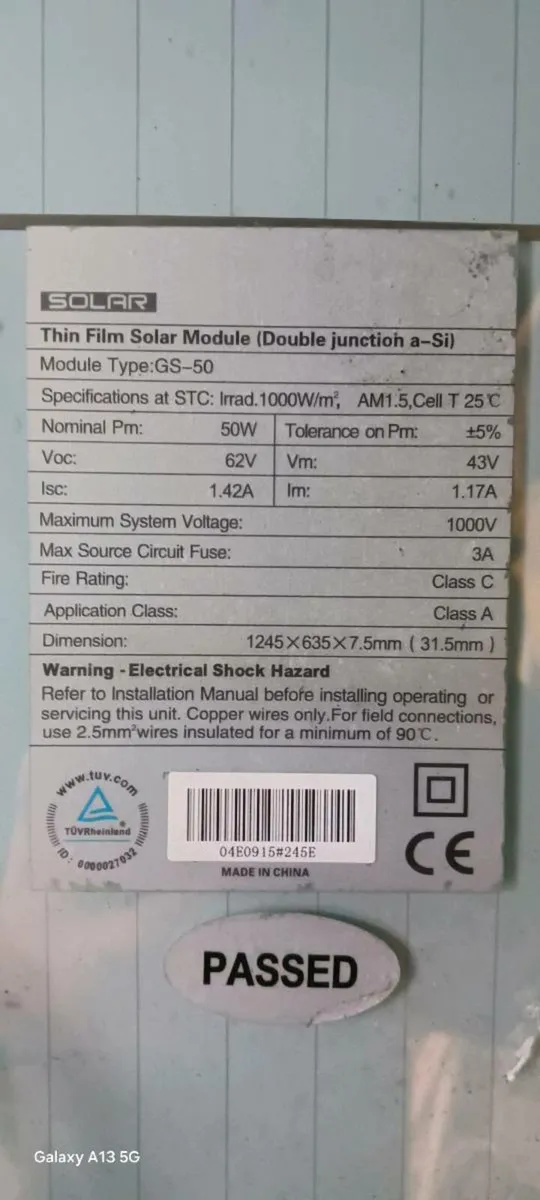 SOLAR
Thin Film Solar Module (Double junction a-Si)
Module Type:GS-50
Specifications at STC: Irrad.1000W/m², AM1.5,Cell T 25℃
Nominal Pm: 50W Tolerance on Pm: ±5%
Voc: 62V Vm: 43V
Isc: 1.42A Im: 1.17A
Maximum System Voltage: 1000V
Max Source Circuit Fuse: 3A
Fire Rating: Class C
Application Class: Class A
Dimension: 1245×635×7.5mm ( 31.5mm )
Warning - Electrical Shock Hazard
Refer to Installation Manual before installing operating or
servicing this unit. Copper wires only.For field connections,
use 2.5mm²wires insulated for a minimum of 90℃.
www.tuv.com
TÜVRheinland®
ID: 0000027032
04E0915#245E
MADE IN CHINA
CE
PASSED
Galaxy A13 5G